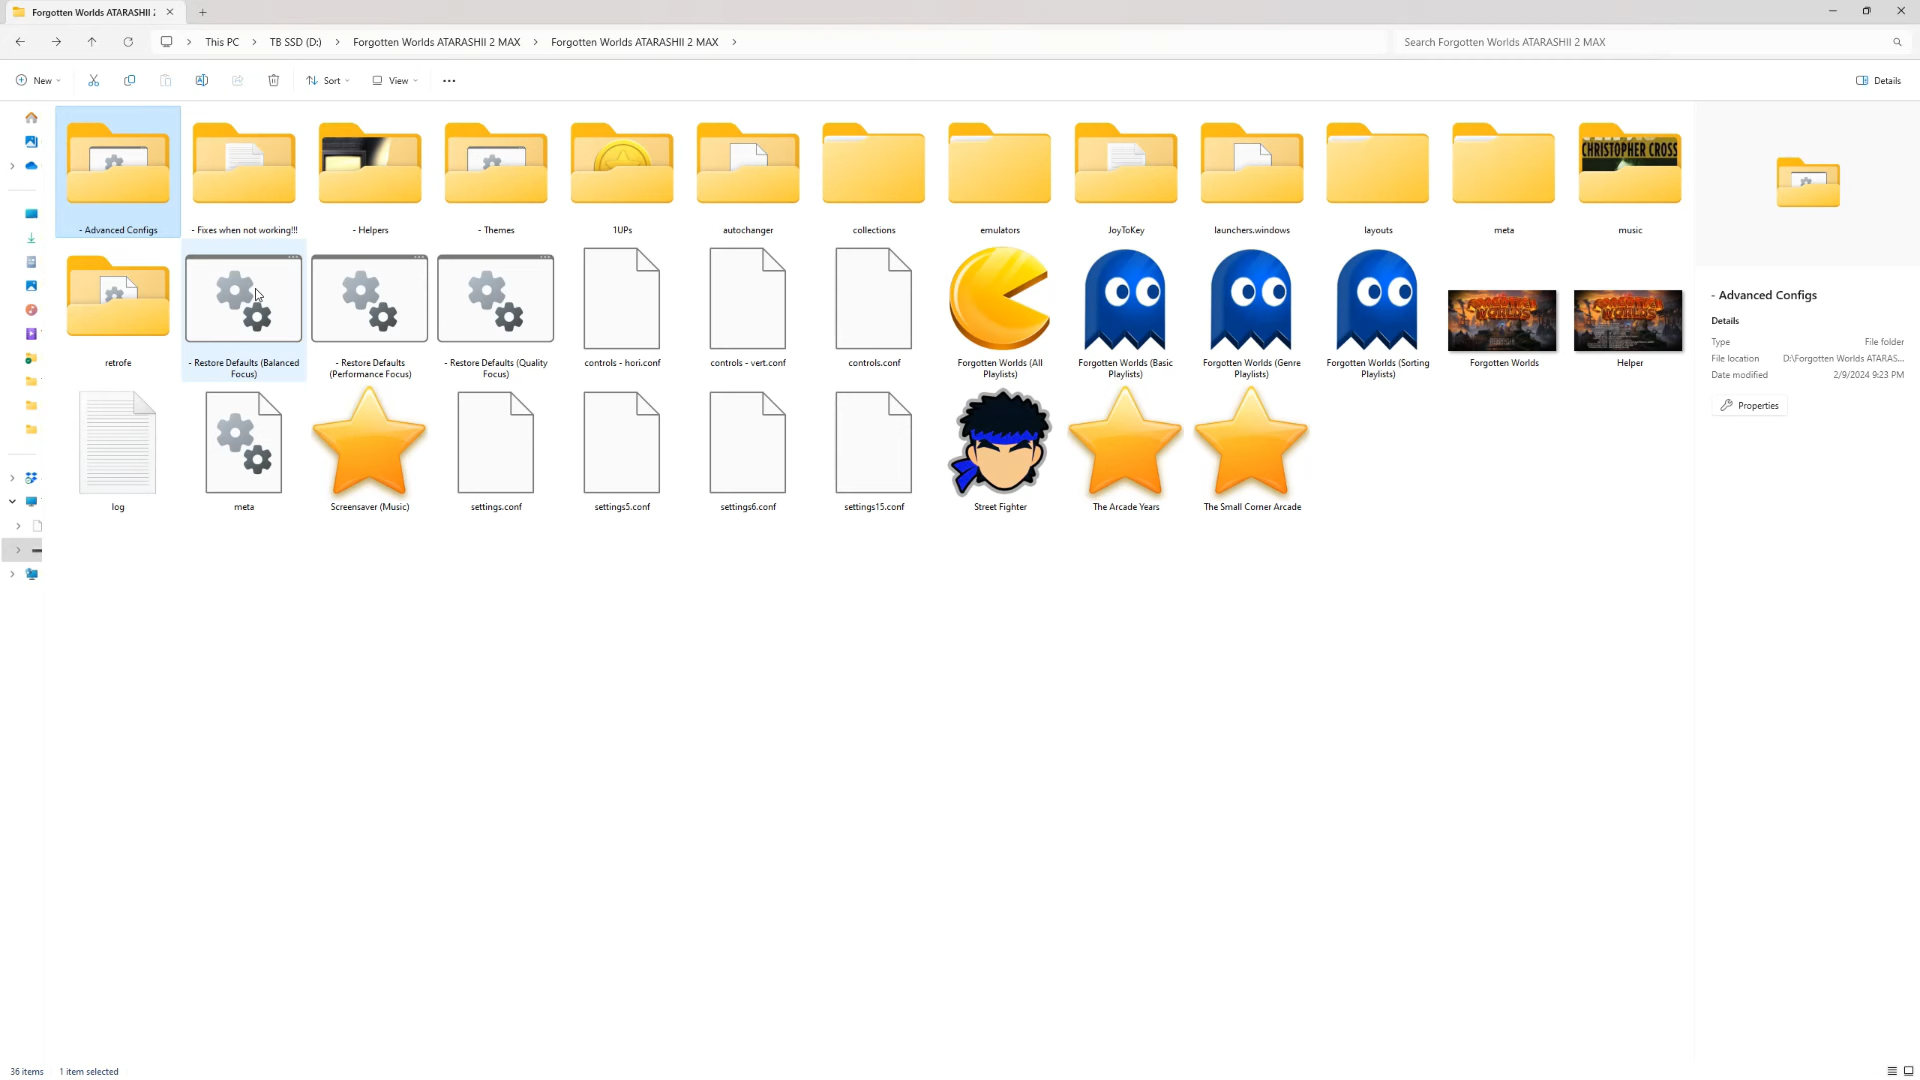 Forgotten Worlds ATARASHII :
This PC > TB SSD (D:) > Forgotten Worlds ATARASHII 2 MAX > Forgotten Worlds ATARASHII 2 MAX >
Search Forgotten Worlds ATARASHII 2 MAX
New
Sort
View
Details
CHRISTOPHER CROSS
- Advanced Configs
- Fixes when not working!!!
- Helpers
- Themes
1UPs
autochanger
collections
emulators
JoyToKey
launchers.windows
layouts
meta
music
FORGOTTEN WORLDS
retrofe
- Restore Defaults (Balanced
Focus)
- Restore Defaults
(Performance Focus)
- Restore Defaults (Quality
Focus)
controls - hori.conf
controls - vert.conf
controls.conf
Forgotten Worlds (All
Playlists)
Forgotten Worlds (Basic
Playlists)
Forgotten Worlds (Genre
Playlists)
Forgotten Worlds (Sorting
Playlists)
Forgotten Worlds
Helper
log
meta
Screensaver (Music)
settings.conf
settings5.conf
settings6.conf
settings15.conf
Street Fighter
The Arcade Years
The Small Corner Arcade
- Advanced Configs
Details
Type File folder
File location D:\Forgotten Worlds ATARAS...
Date modified 2/9/2024 9:23 PM
Properties
36 items 1 item selected